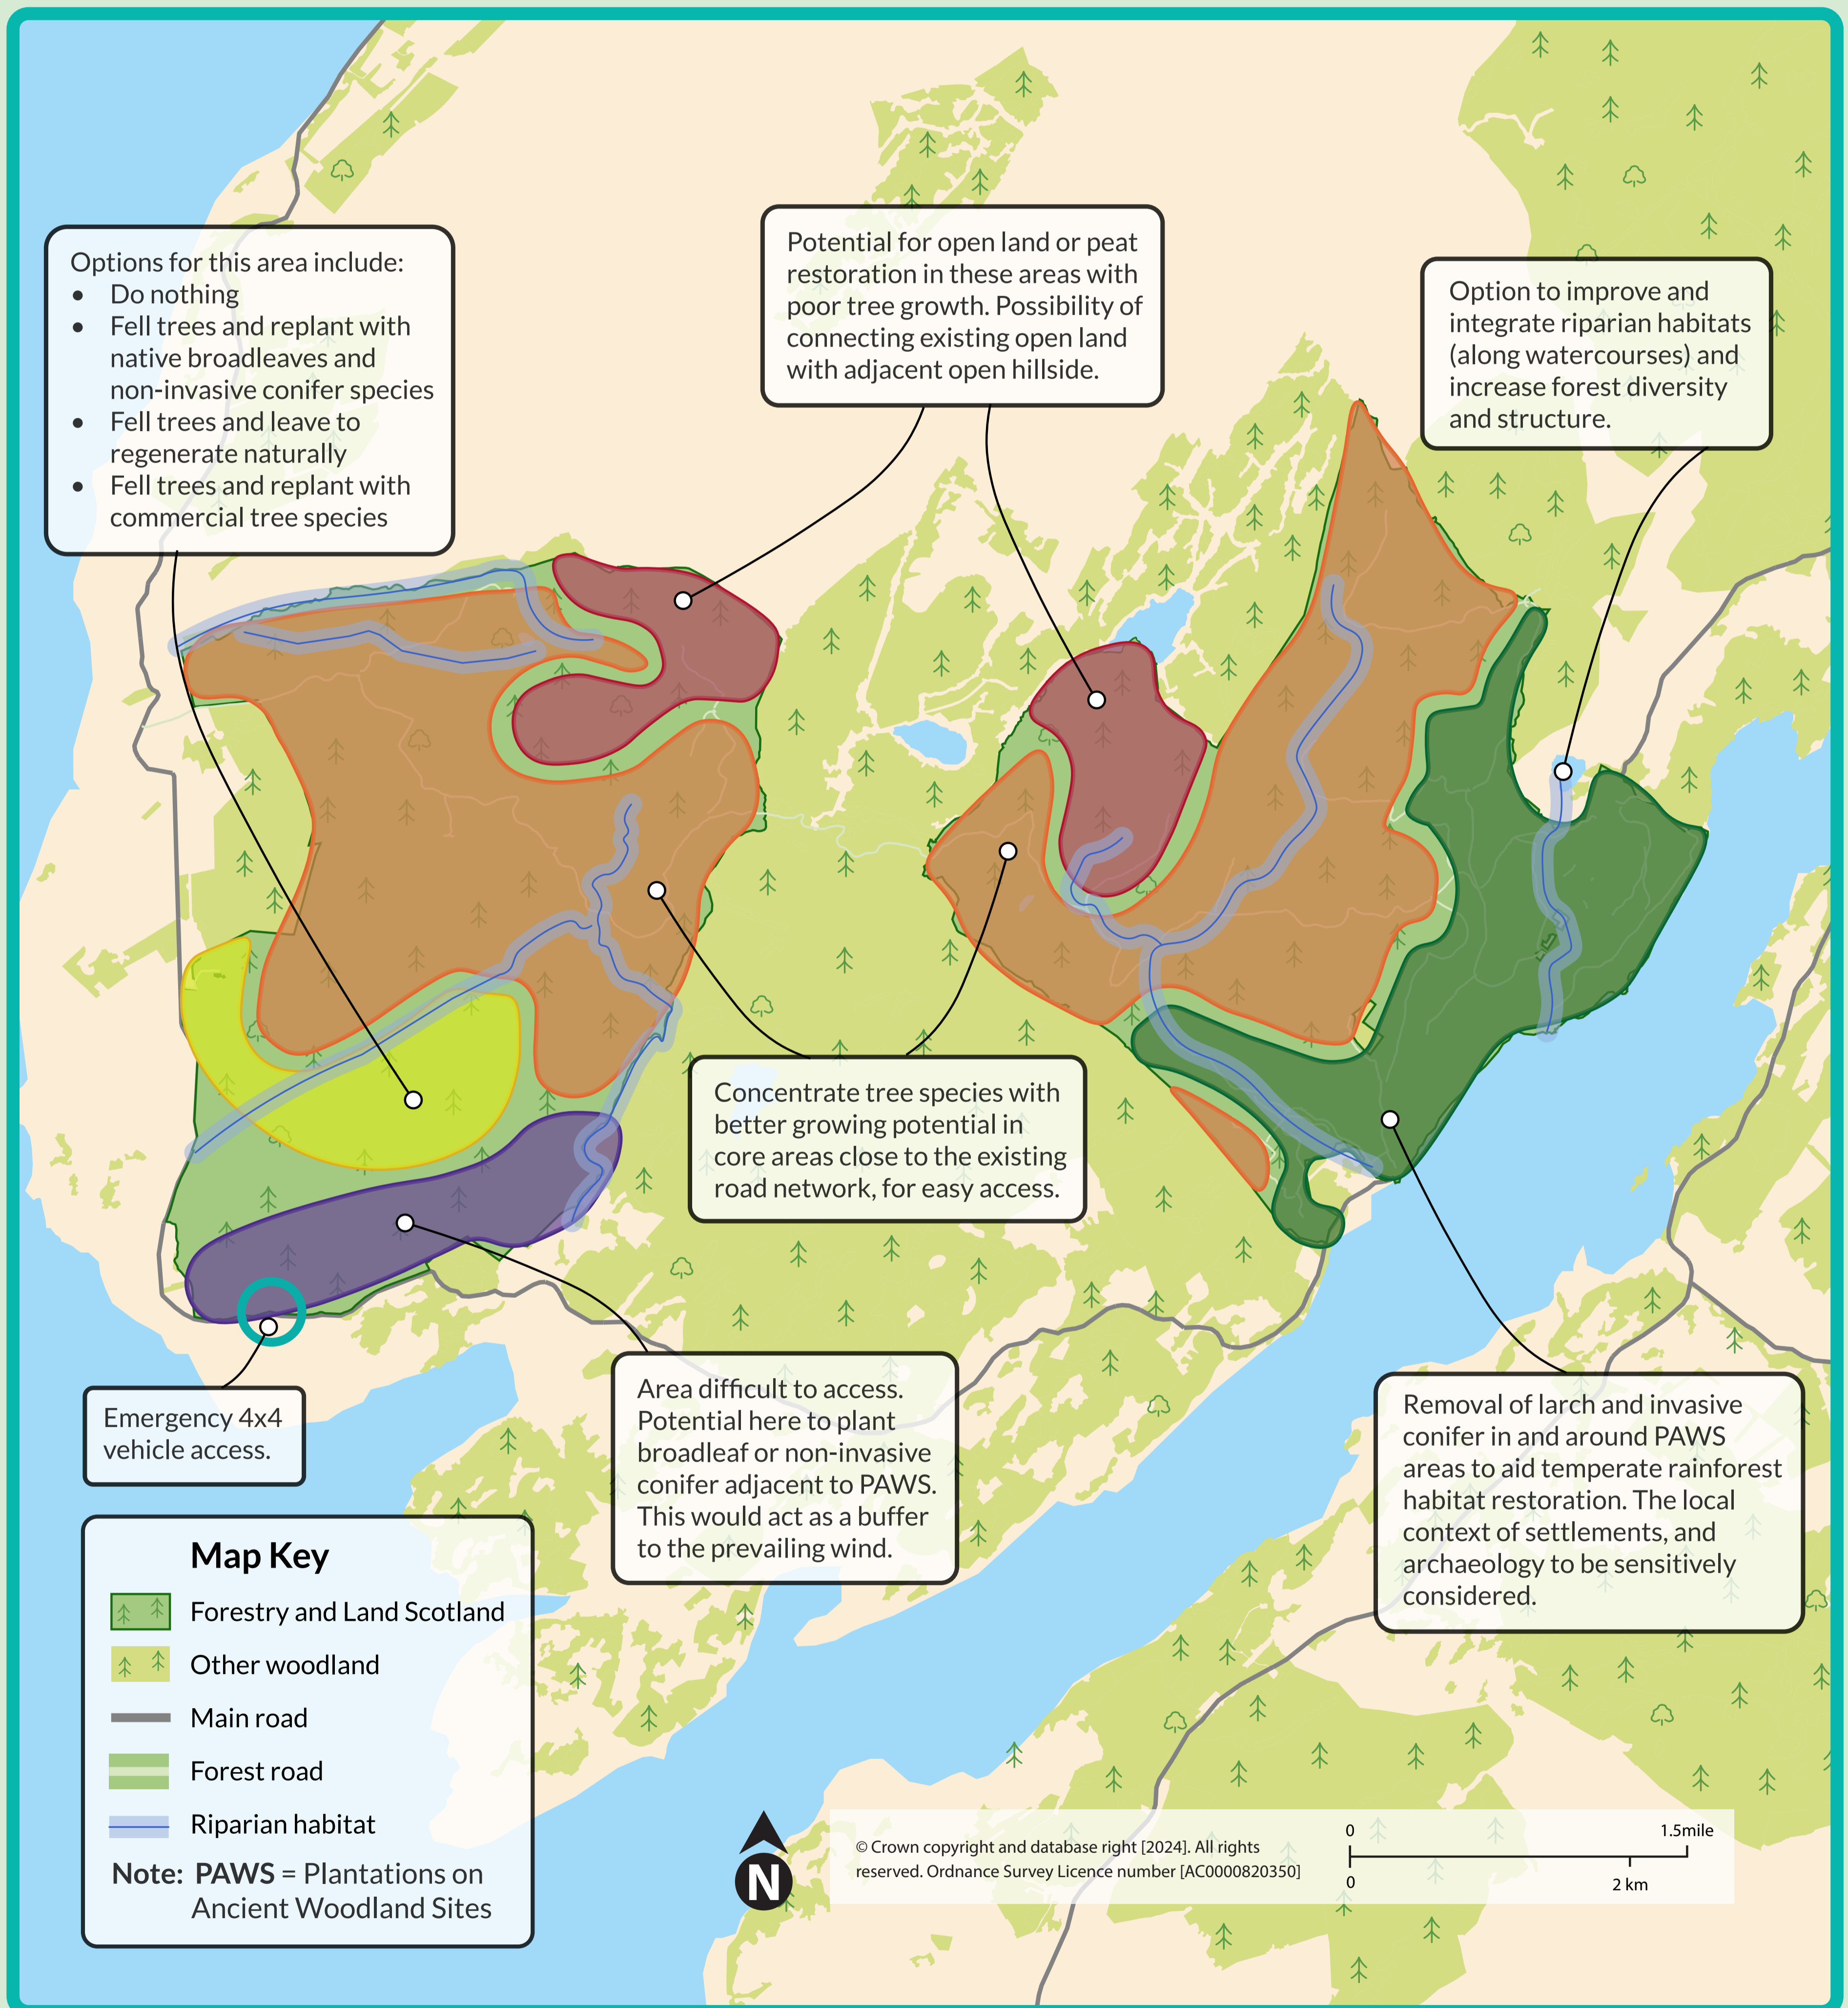 Options for this area include:
• Do nothing
• Fell trees and replant with
native broadleaves and
non-invasive conifer species
• Fell trees and leave to
regenerate naturally
• Fell trees and replant with
commercial tree species
Potential for open land or peat
restoration in these areas with
poor tree growth. Possibility of
connecting existing open land
with adjacent open hillside.
Option to improve and
integrate riparian habitats
(along watercourses) and
increase forest diversity
and structure.
Concentrate tree species with
better growing potential in
core areas close to the existing
road network, for easy access.
Emergency 4x4
vehicle access.
Area difficult to access.
Potential here to plant
broadleaf or non-invasive
conifer adjacent to PAWS.
This would act as a buffer
to the prevailing wind.
Removal of larch and invasive
conifer in and around PAWS
areas to aid temperate rainforest
habitat restoration. The local
context of settlements, and
archaeology to be sensitively
considered.
Map Key
Forestry and Land Scotland
Other woodland
Main road
Forest road
Riparian habitat
Note: PAWS = Plantations on
Ancient Woodland Sites
N
© Crown copyright and database right [2024]. All rights
reserved. Ordnance Survey Licence number [AC0000820350]
0 1.5mile
0 2 km